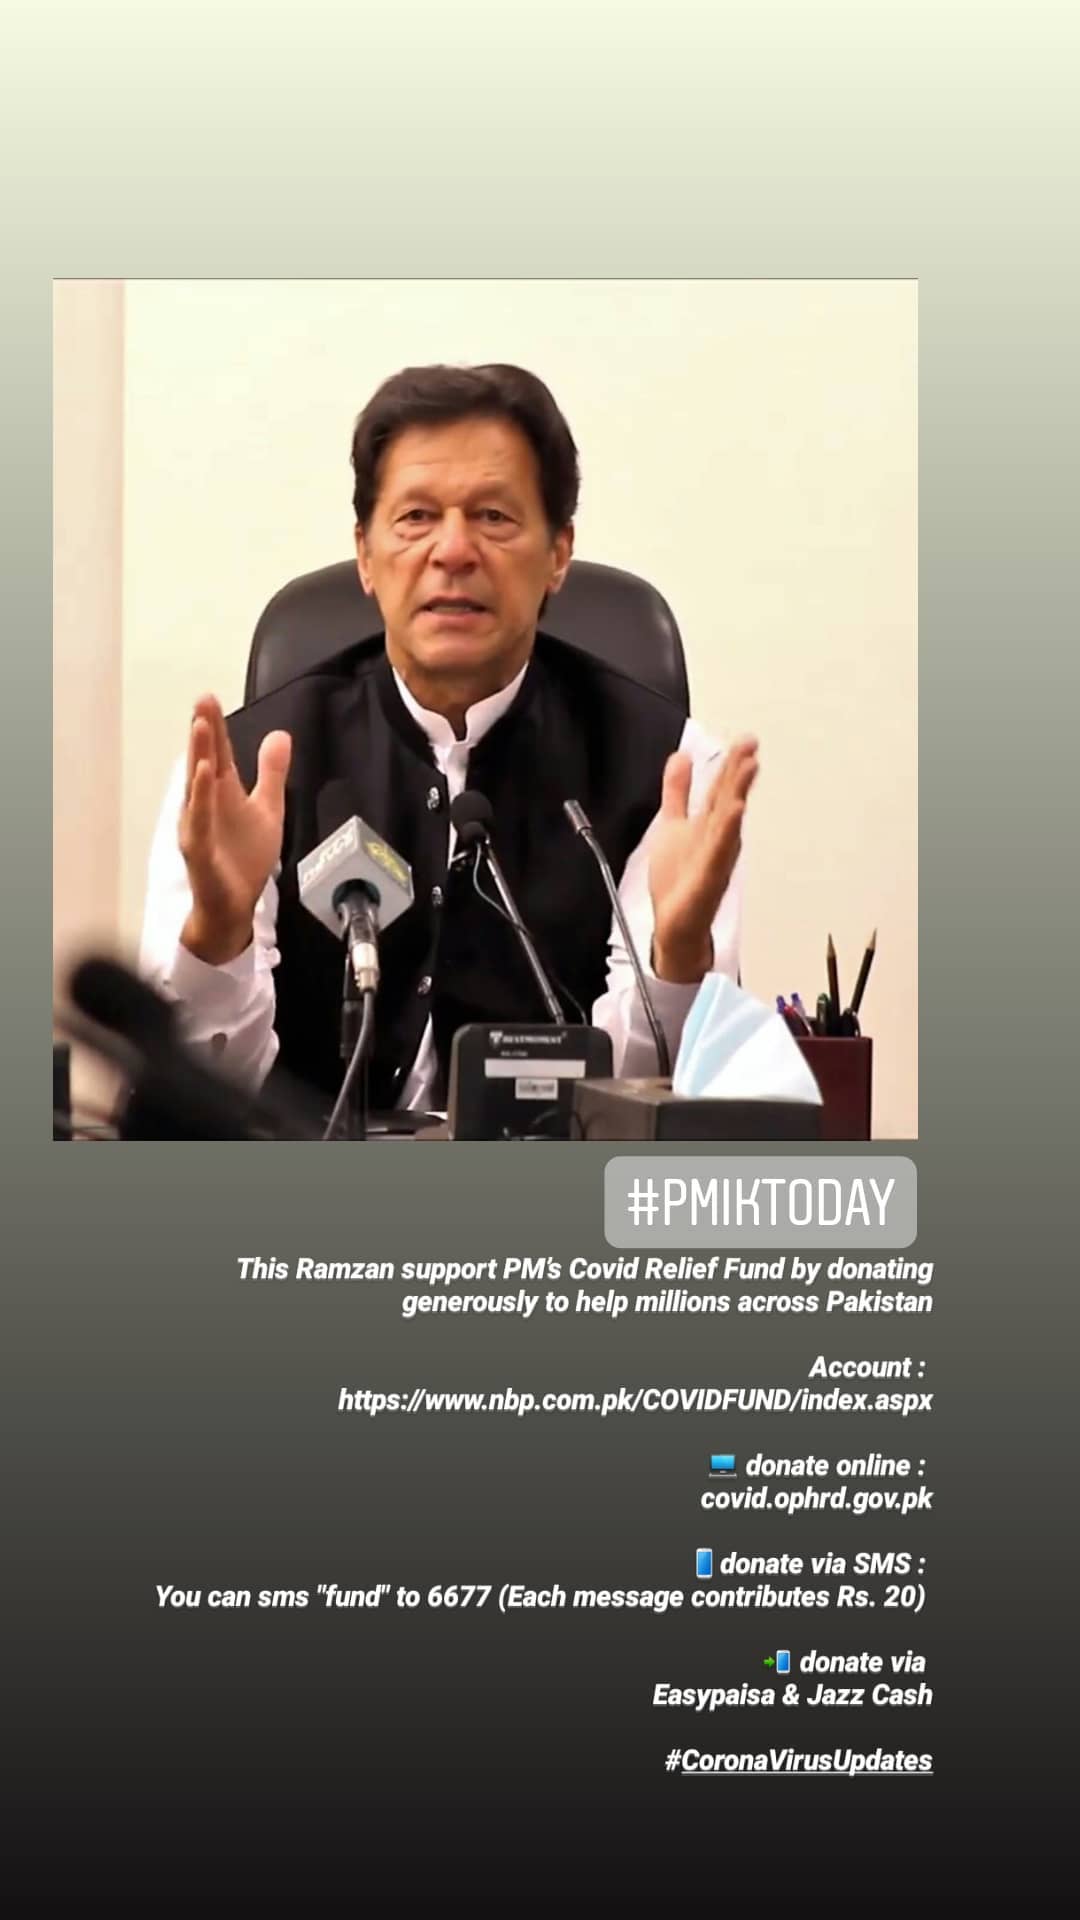 #PMIKTODAY
This Ramzan support PM's Covid Relief Fund by donating
generously to help millions across Pakistan
Account :
https://www.nbp.com.pk/COVIDFUND/index.aspx
💻 donate online :
covid.ophrd.gov.pk
📱 donate via SMS :
You can sms "fund" to 6677 (Each message contributes Rs. 20)
📲 donate via
Easypaisa & Jazz Cash
#CoronaVirusUpdates